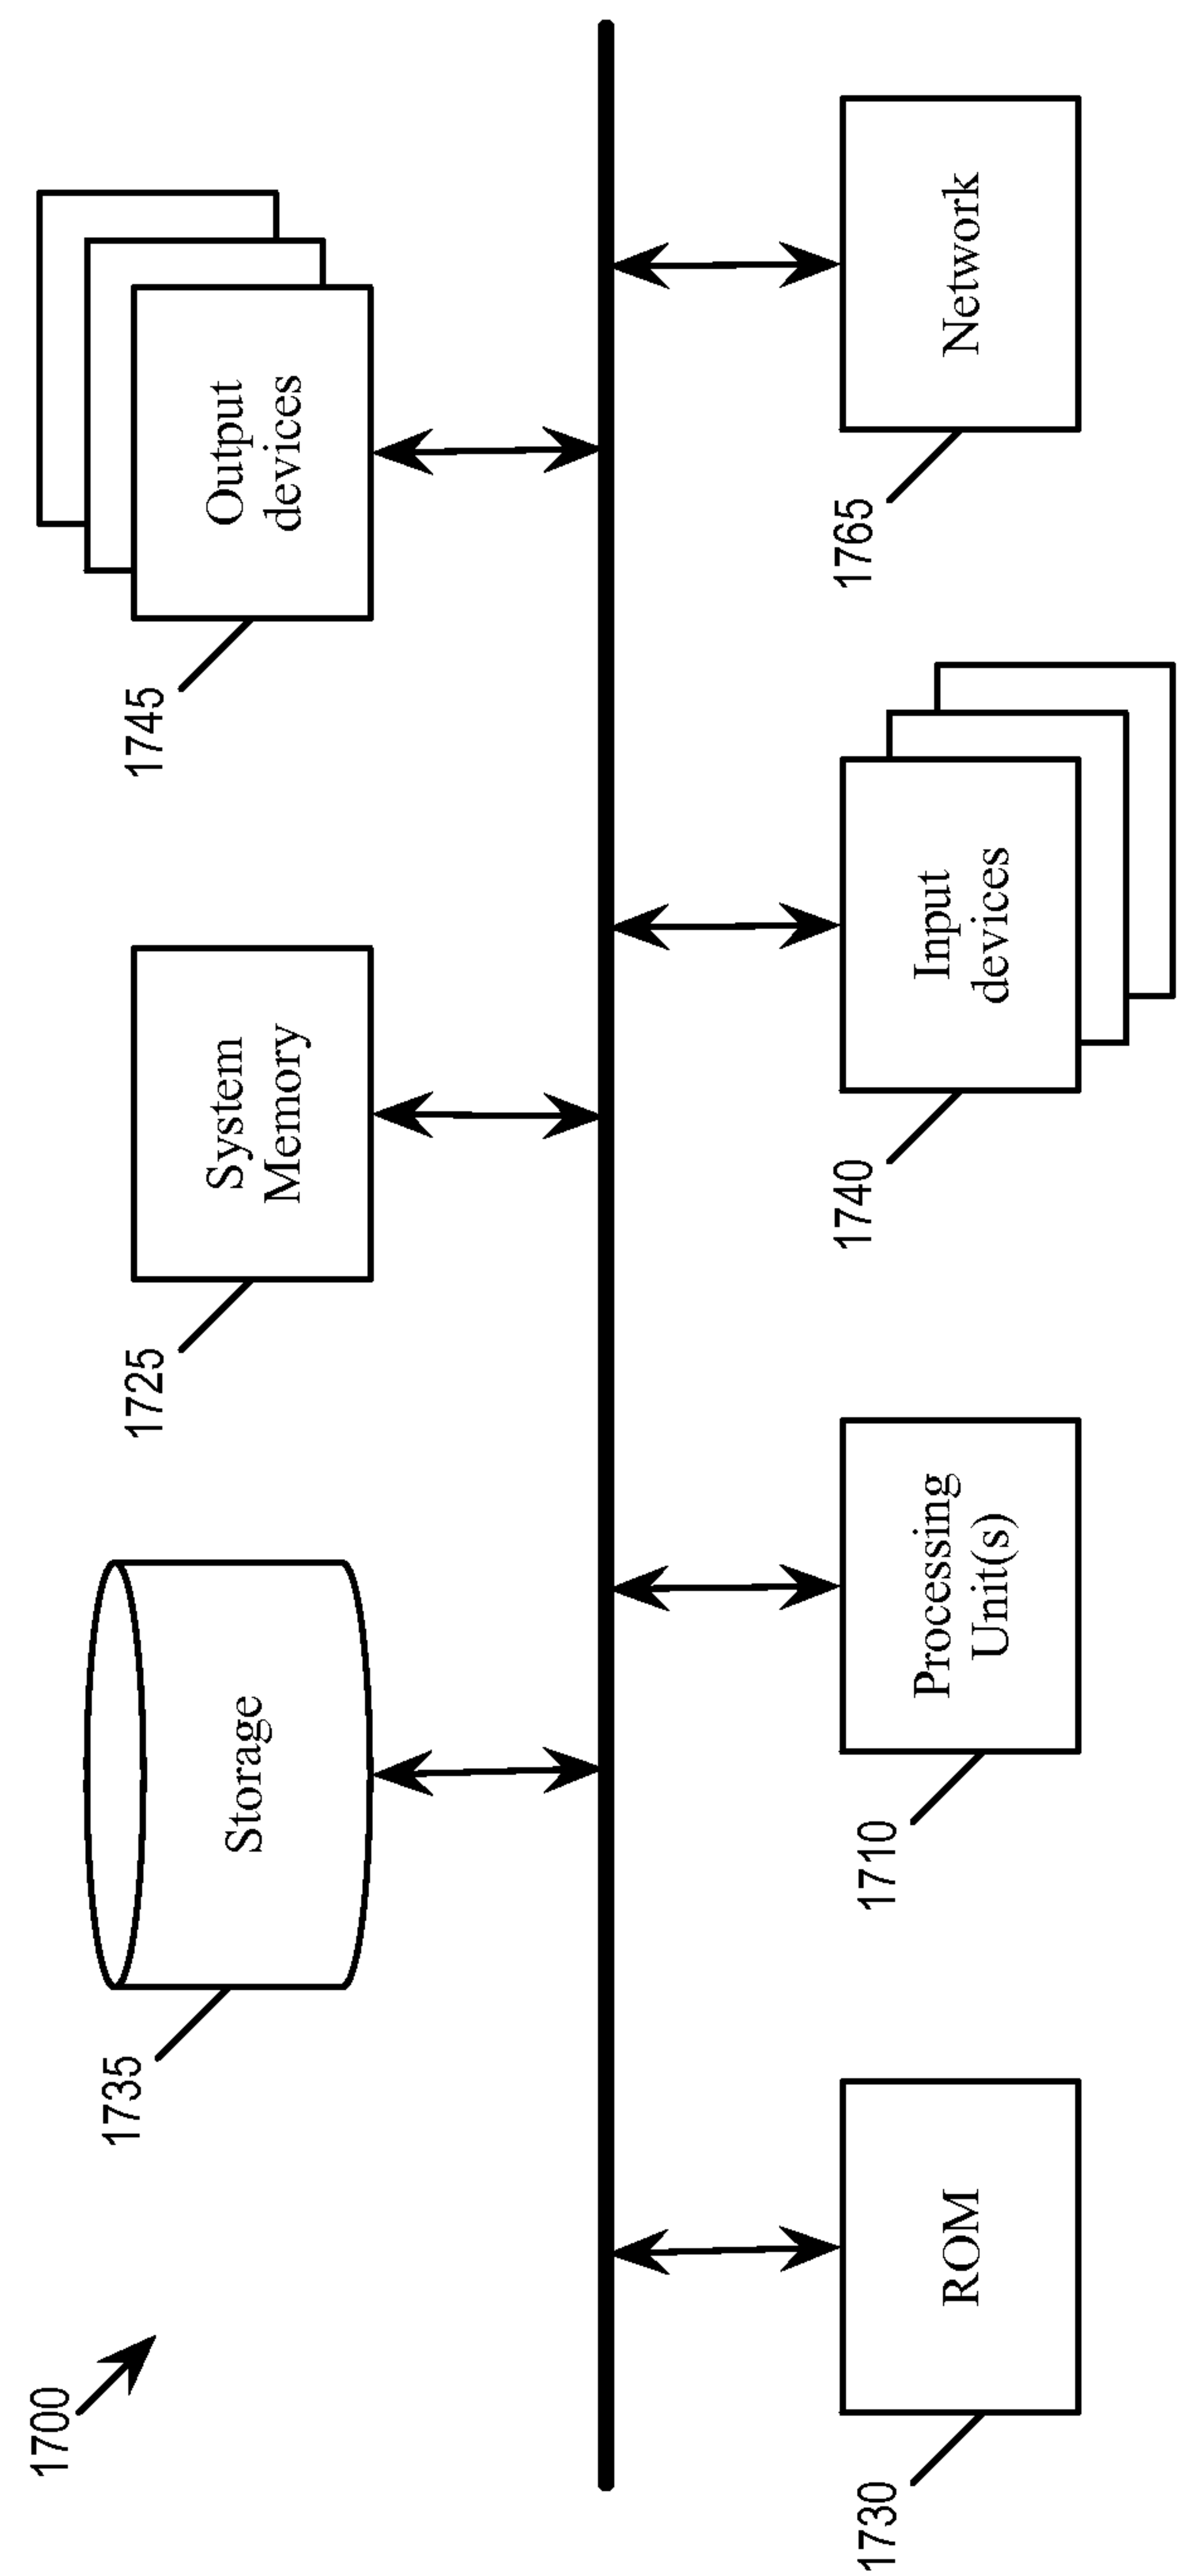 1700
1735
Storage
1725
System
Memory
1745
Output
devices
1730
ROM
1710
Processing
Unit(s)
1740
Input
devices
1765
Network